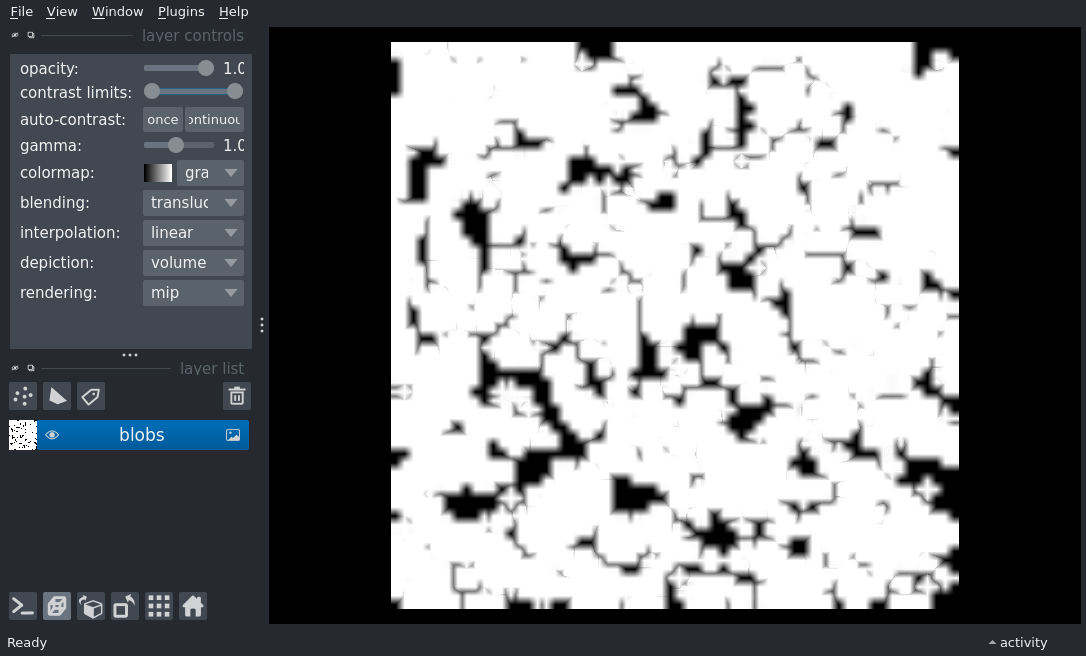 File View Window Plugins Help
layer controls
opacity: 1.0
contrast limits:
auto-contrast: once ontinuou
gamma: 1.0
colormap: gra
blending: transluc
interpolation: linear
depiction: volume
rendering: mip
layer list
blobs
Ready
activity